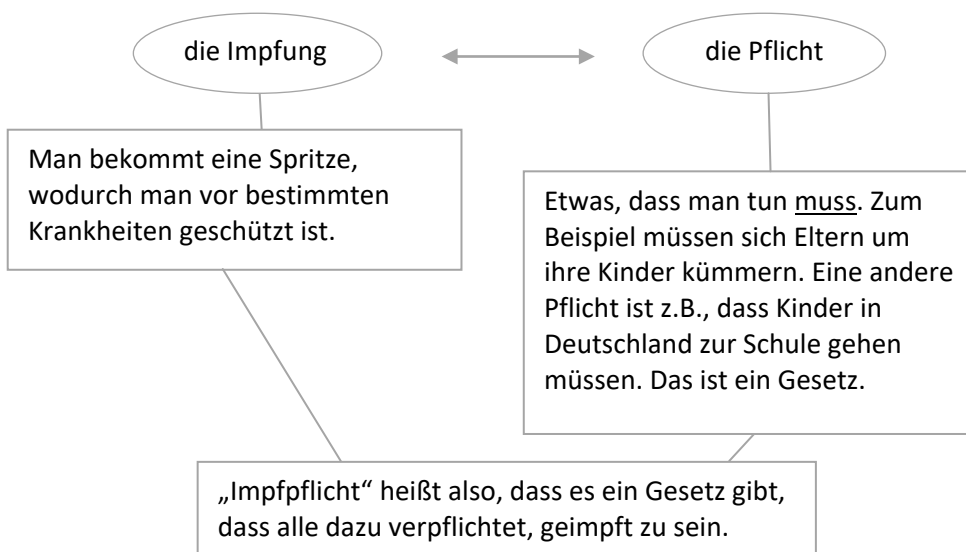 die Impfung
die Pflicht
Man bekommt eine Spritze,
wodurch man vor bestimmten
Krankheiten geschützt ist.
Etwas, dass man tun muss. Zum
Beispiel müssen sich Eltern um
ihre Kinder kümmern. Eine andere
Pflicht ist z.B., dass Kinder in
Deutschland zur Schule gehen
müssen. Das ist ein Gesetz.
„Impfpflicht“ heißt also, dass es ein Gesetz gibt,
dass alle dazu verpflichtet, geimpft zu sein.